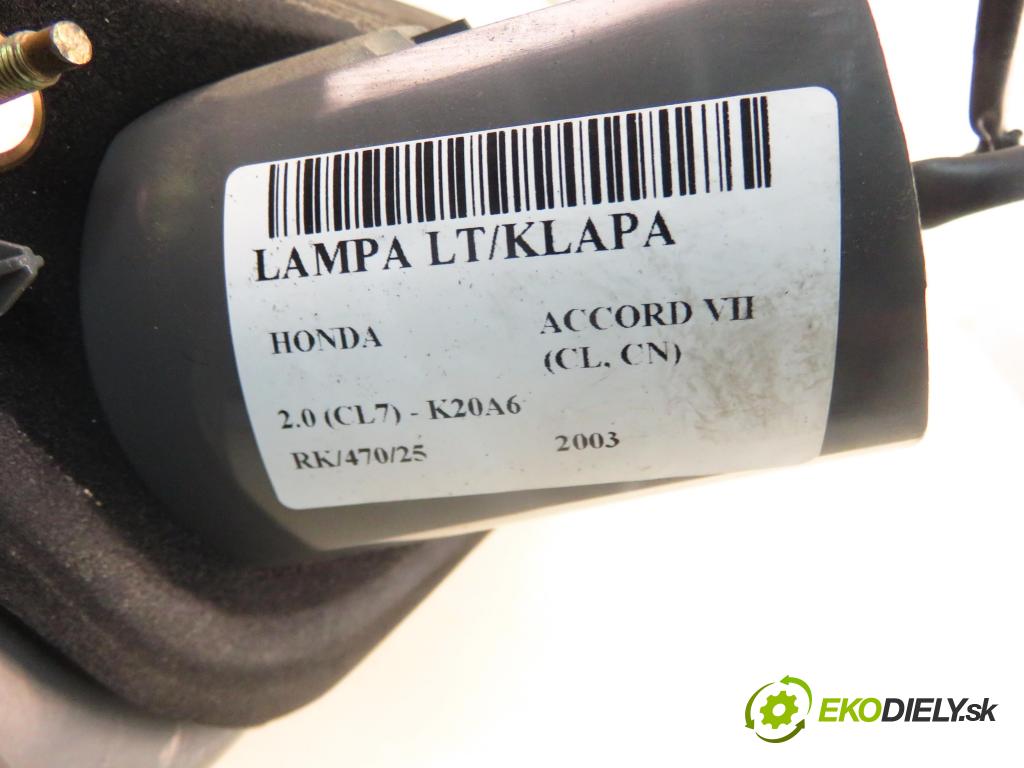 LAMPA LT/KLAPA
HONDA
ACCORD VII
(CL, CN)
2.0 (CL7) - K20A6
RK/470/25
2003
EKODIELY.sk